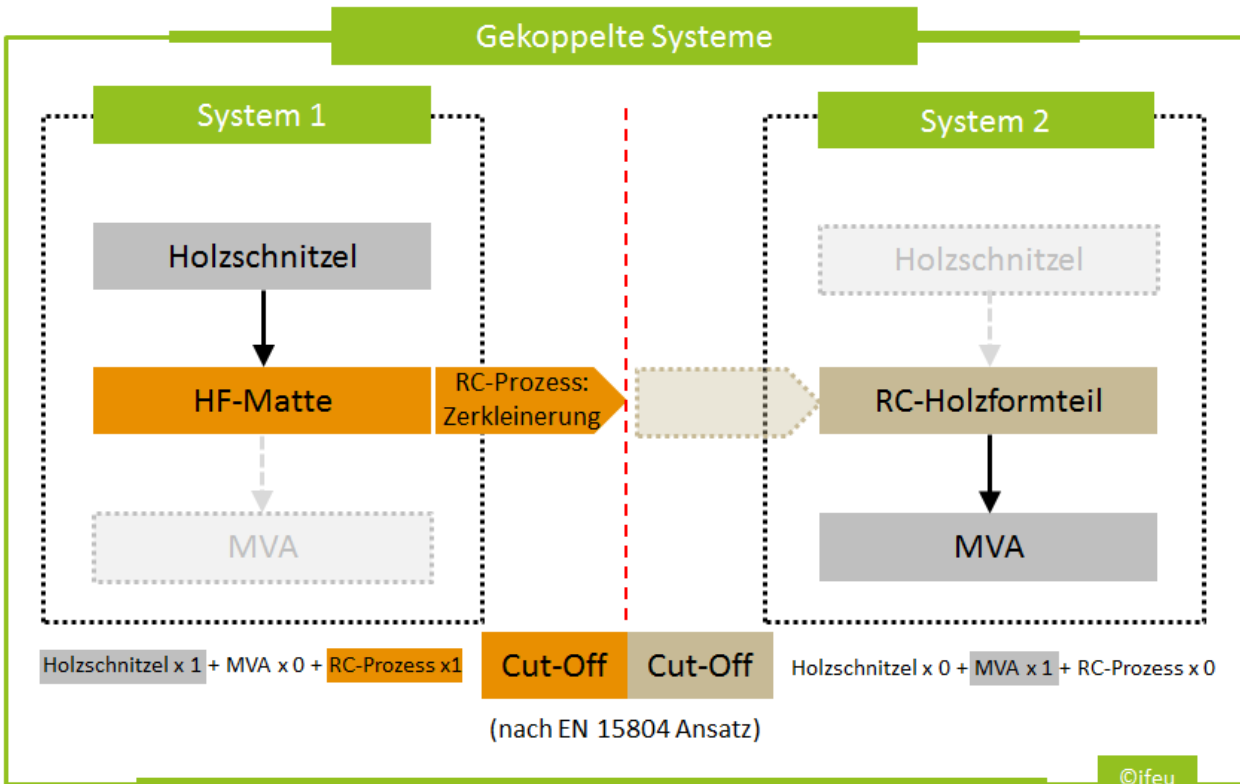 Gekoppelte Systeme
System 1
System 2
Holzschnitzel
Holzschnitzel
HF-Matte
RC-Prozess:
Zerkleinerung
RC-Holzformteil
MVA
MVA
Holzschnitzel x 1 + MVA x 0 + RC-Prozess x1
Cut-Off
Cut-Off
Holzschnitzel x 0 + MVA x 1 + RC-Prozess x 0
(nach EN 15804 Ansatz)
©ifeu